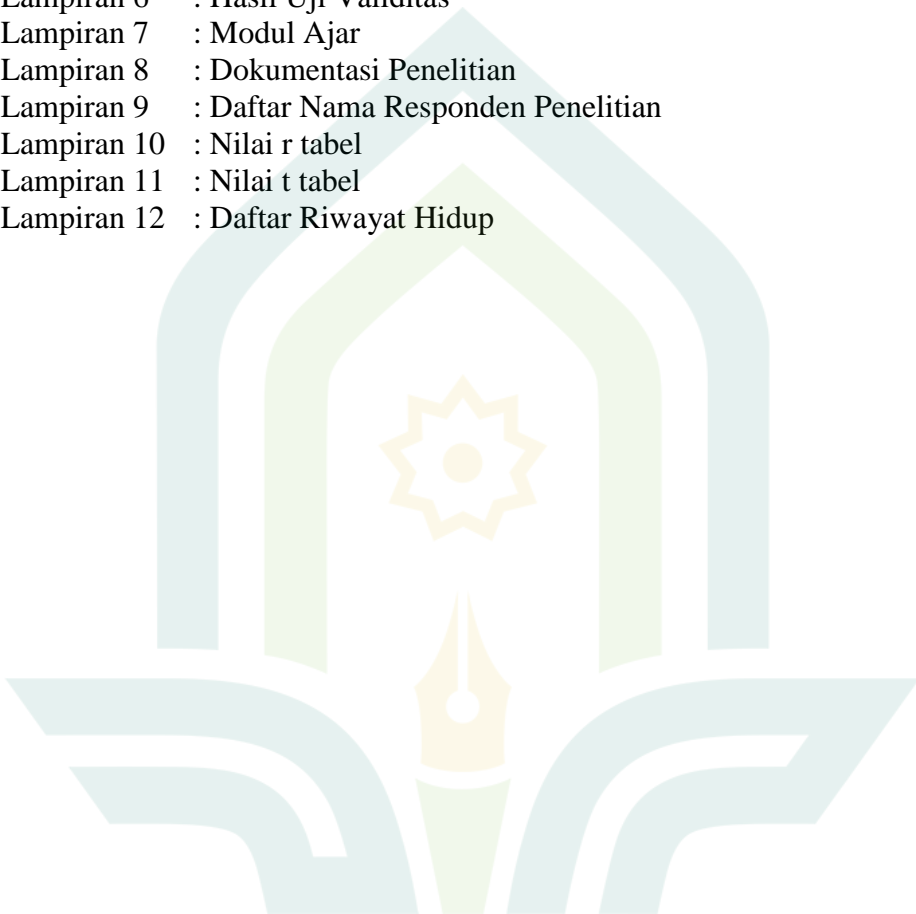 Lampiran 6 : Hasil Uji Validitas
Lampiran 7 : Modul Ajar
Lampiran 8 : Dokumentasi Penelitian
Lampiran 9 : Daftar Nama Responden Penelitian
Lampiran 10 : Nilai r tabel
Lampiran 11 : Nilai t tabel
Lampiran 12 : Daftar Riwayat Hidup